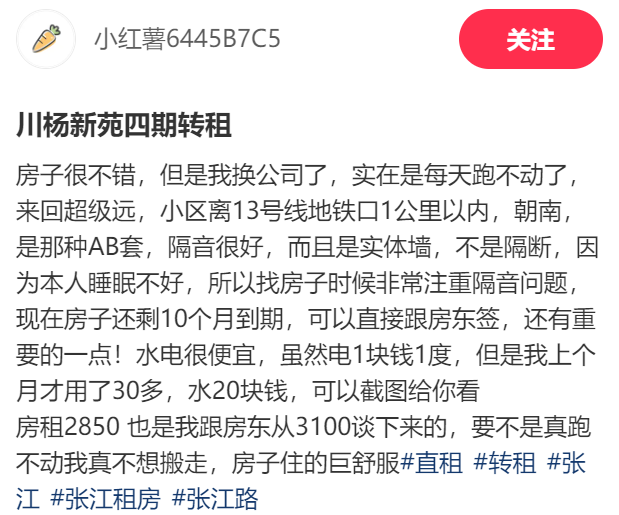 小红薯6445B7C5
关注
川杨新苑四期转租
房子很不错，但是我换公司了，实在是每天跑不动了，
来回超级远，小区离13号线地铁口1公里以内，朝南，
是那种AB套，隔音很好，而且是实体墙，不是隔断，因
为本人睡眠不好，所以找房子时候非常注重隔音问题，
现在房子还剩10个月到期，可以直接跟房东签，还有重
要的一点！水电很便宜，虽然电1块钱1度，但是我上个
月才用了30多，水20块钱，可以截图给你看
房租2850 也是我跟房东从3100谈下来的，要不是真跑
不动我真不想搬走，房子住的巨舒服#直租 #转租 #张
江 #张江租房 #张江路